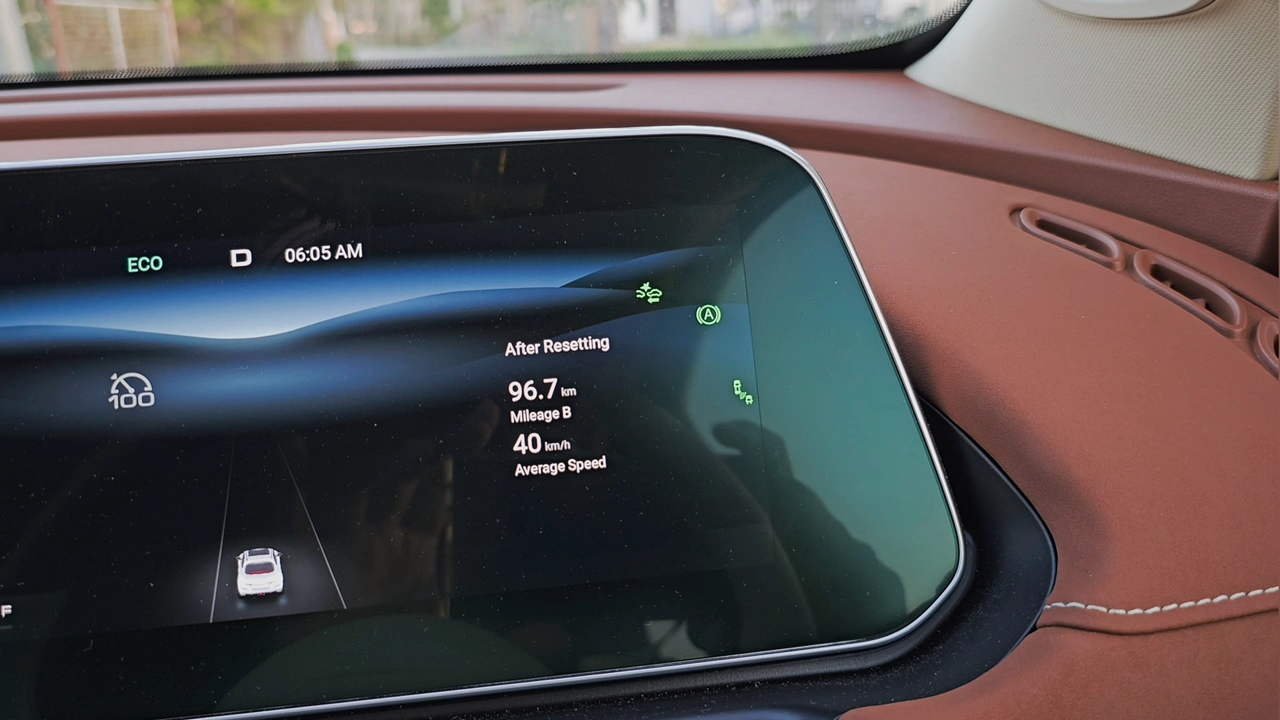 ECO D 06:05 AM
A
After Resetting
100
96.7 km
Mileage B
40 km/h
Average Speed
F